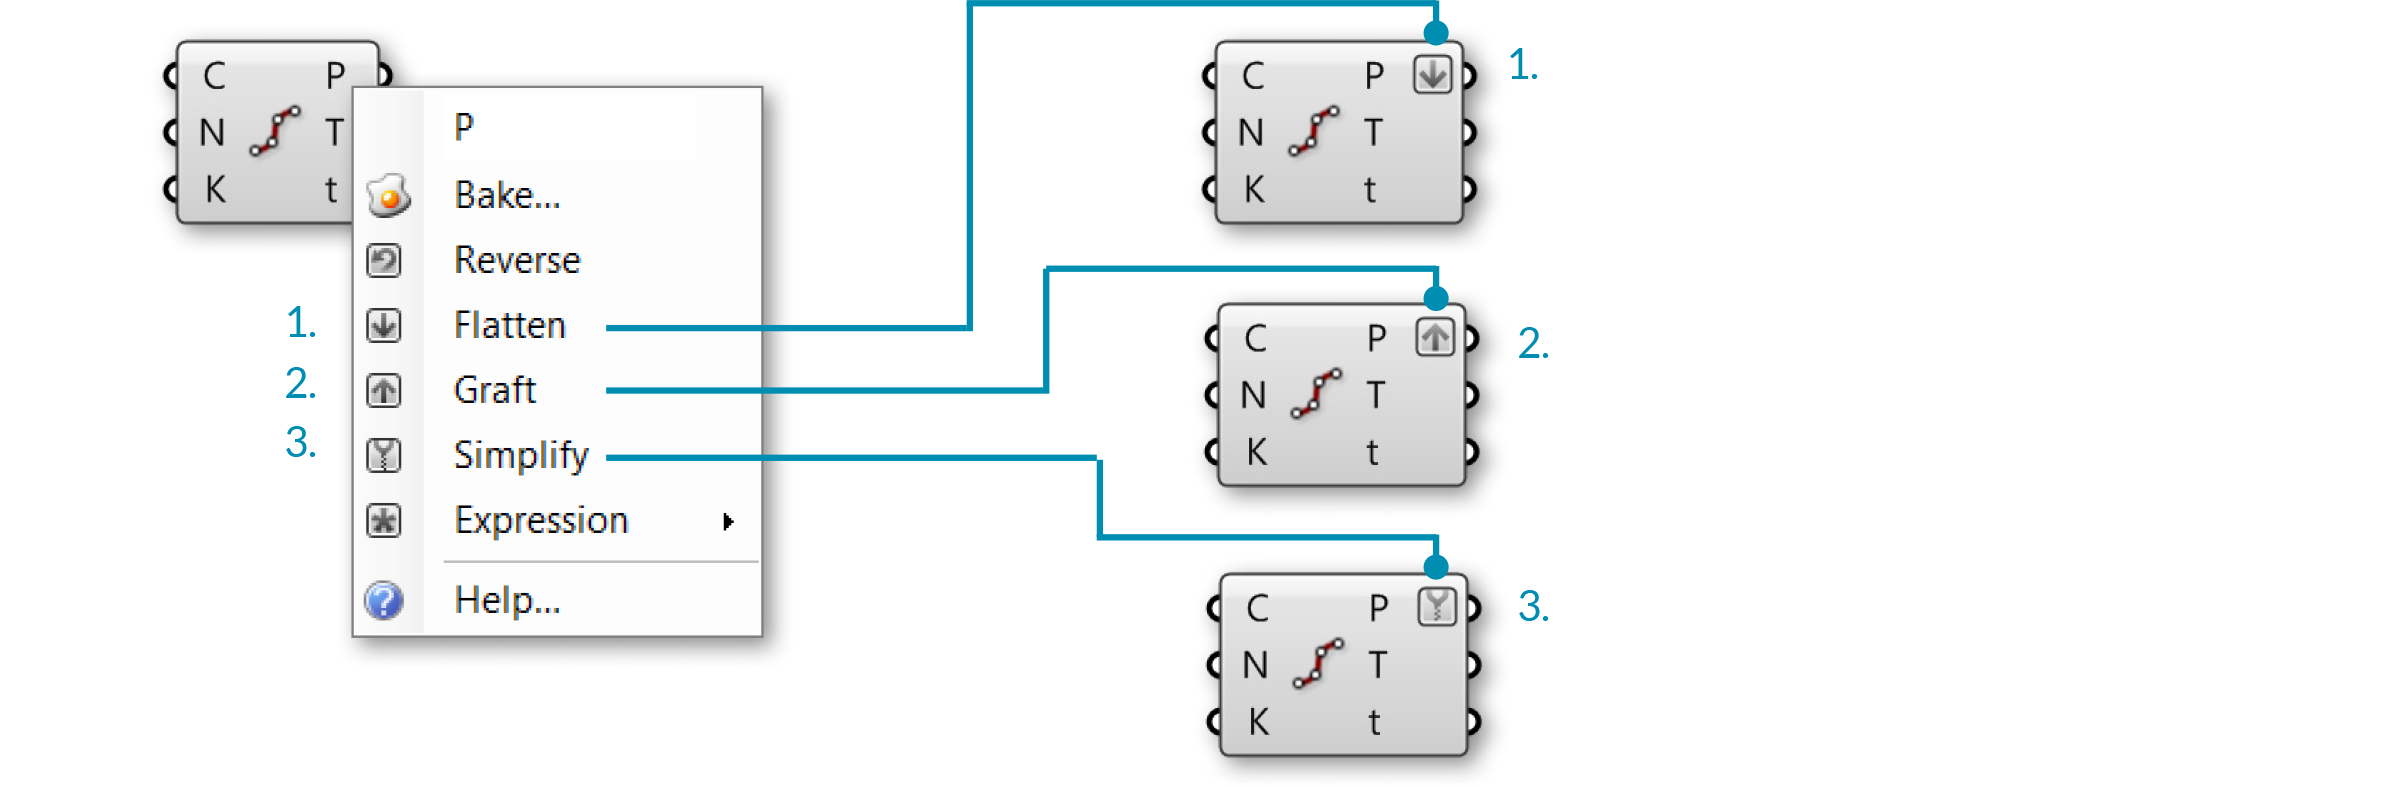 C P
N T
K t
P
Bake...
Reverse
1. Flatten
2. Graft
3. Simplify
Expression
Help...
C P 1.
N T
K t
C P 2.
N T
K t
C P 3.
N T
K t